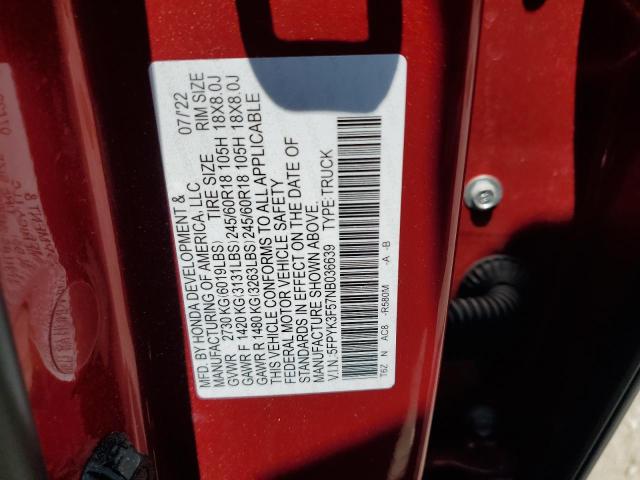 MFD. BY HONDA DEVELOPMENT & 07/'22
MANUFACTURING OF AMERICA, LLC
TIRE SIZE RIM SIZE
GVWR 2730 KG(6019LBS)
GAWR F 1420 KG(3131LBS) 245/60R18 105H 18X8.0J
GAWR R 1480 KG(3263LBS) 245/60R18 105H 18X8.0J
THIS VEHICLE CONFORMS TO ALL APPLICABLE
FEDERAL MOTOR VEHICLE SAFETY
STANDARDS IN EFFECT ON THE DATE OF
MANUFACTURE SHOWN ABOVE.
V.I.N.:5FPYK3F57NB036639 TYPE:TRUCK
T6Z N AC8 -R580M -A -B